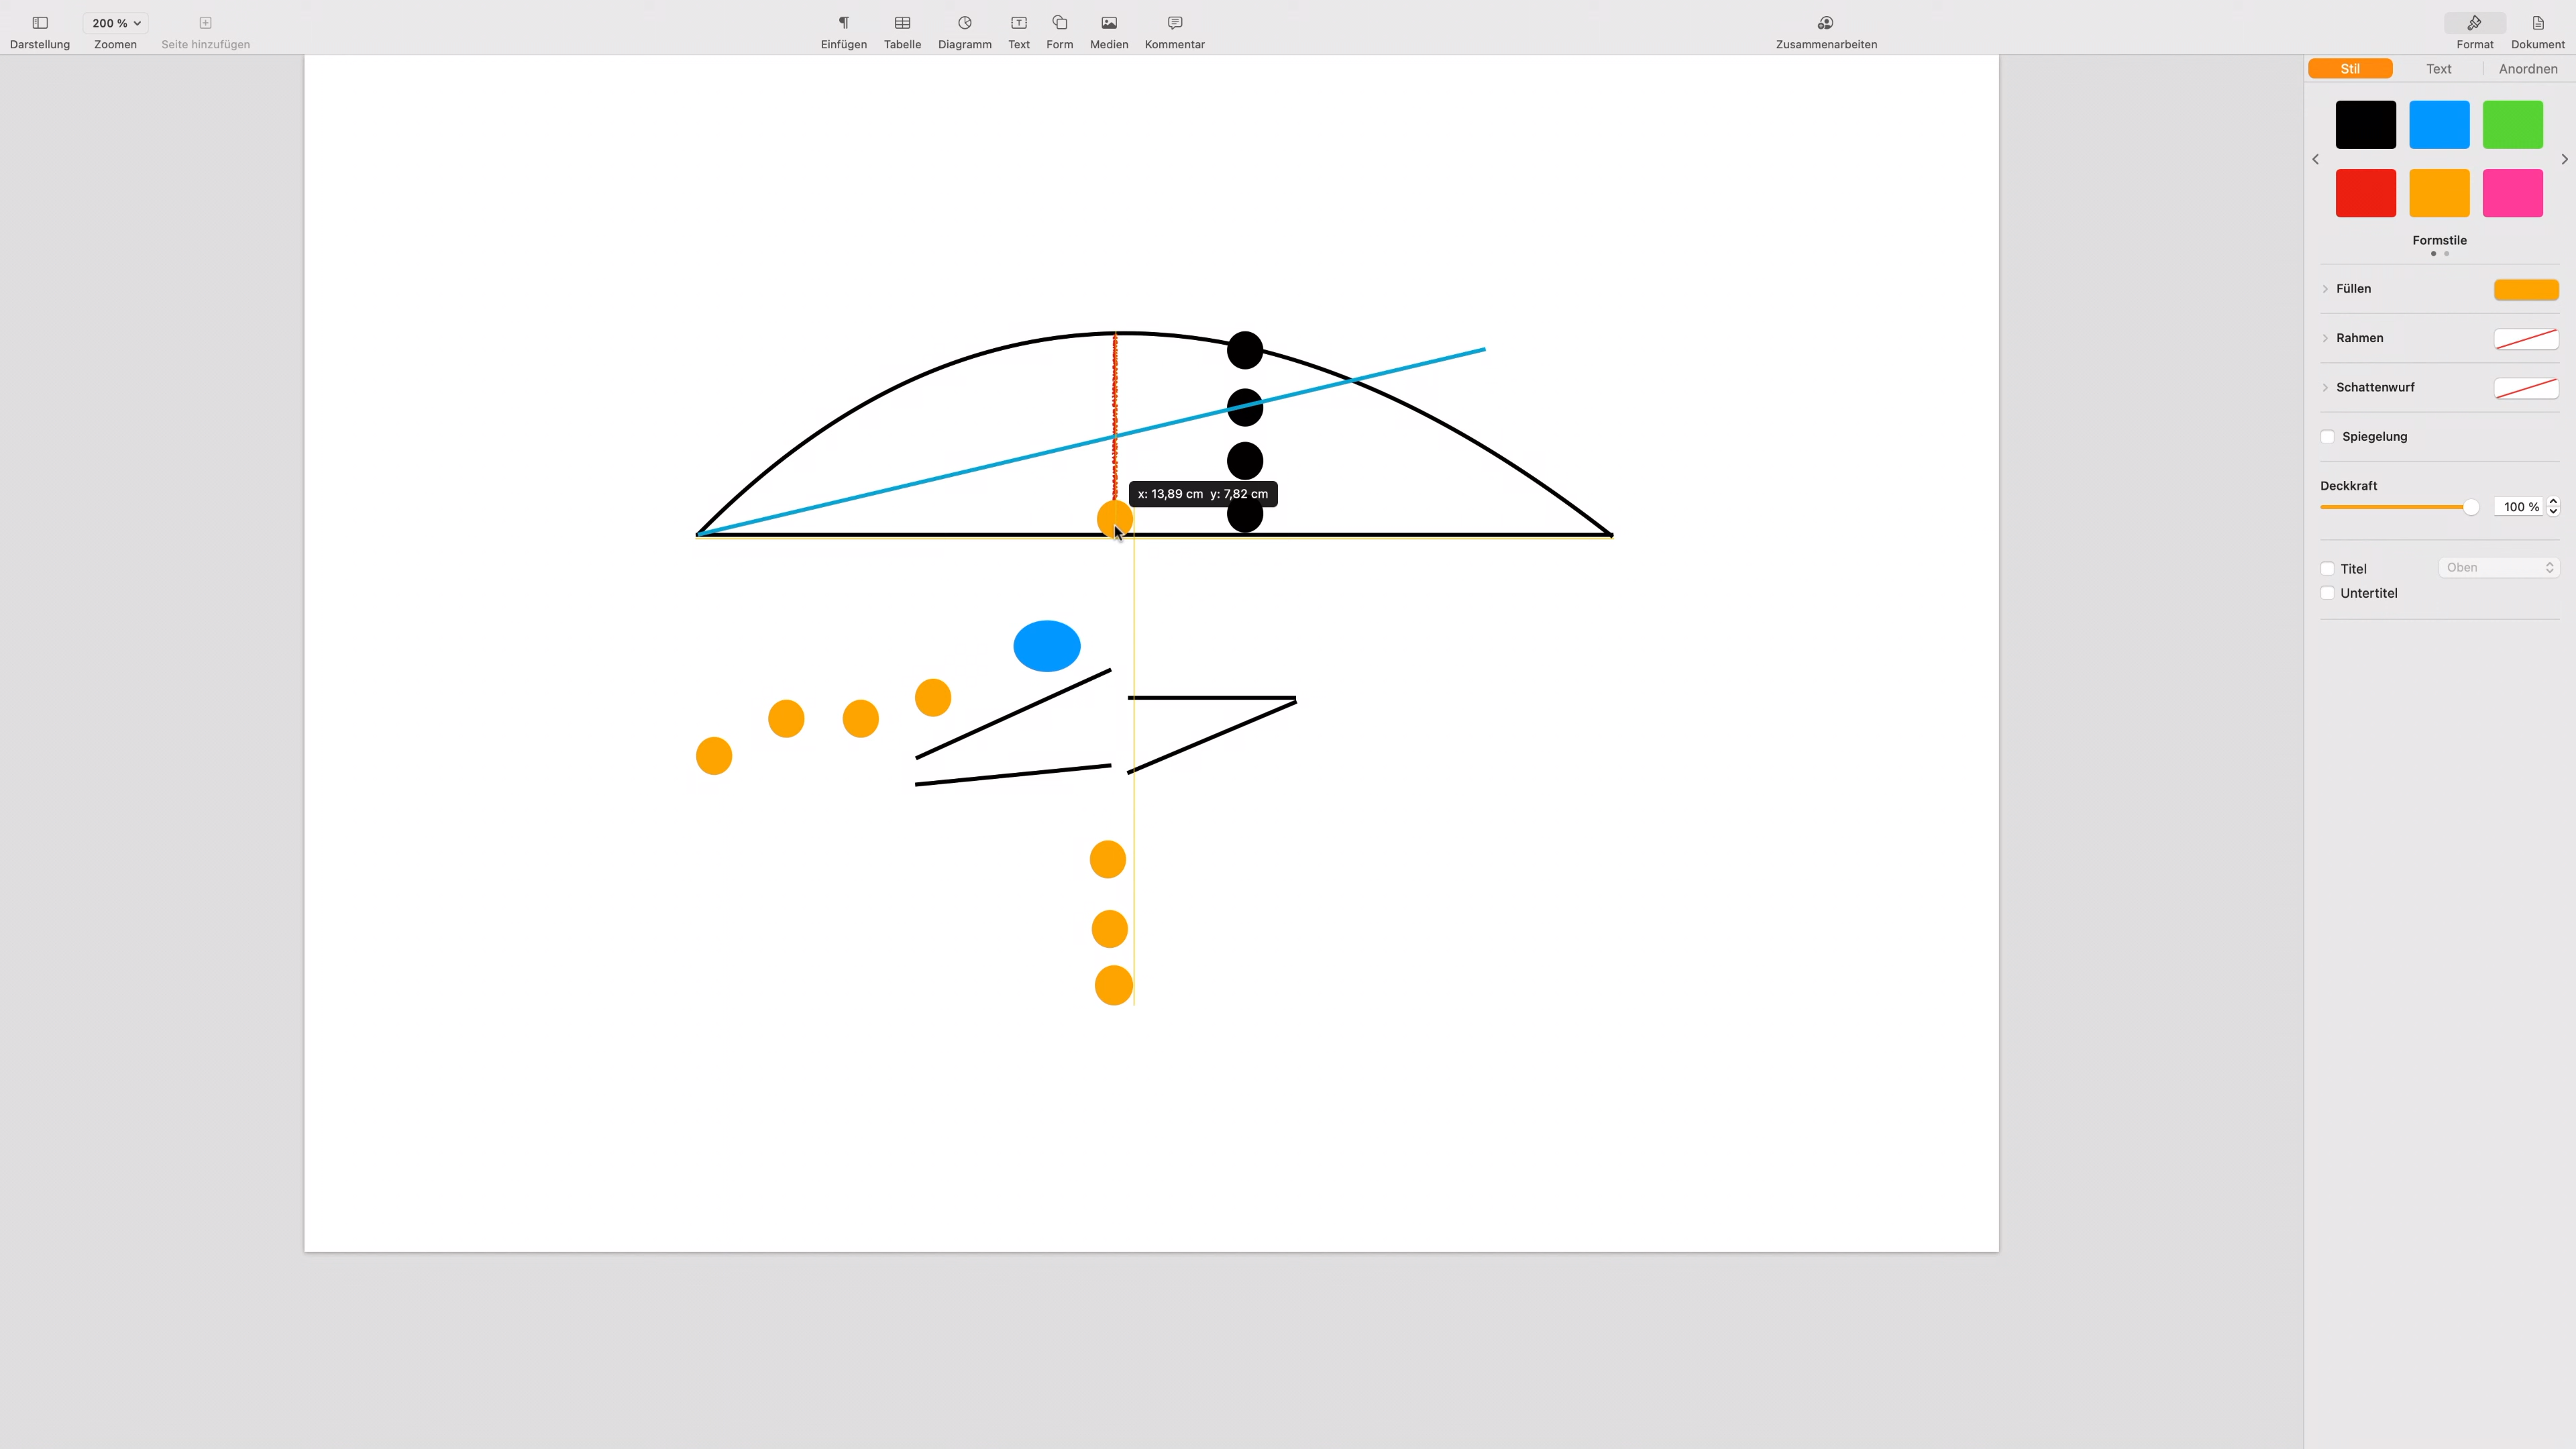 200 %
Darstellung
Zoomen
Seite hinzufügen
Einfügen
Tabelle
Diagramm
Text
Form
Medien
Kommentar
Zusammenarbeiten
Format
Dokument
Stil
Text
Anordnen
Formstile
Füllen
Rahmen
Schattenwurf
Spiegelung
Deckkraft
100 %
Titel
Oben
Untertitel
x: 13,89 cm y: 7,82 cm